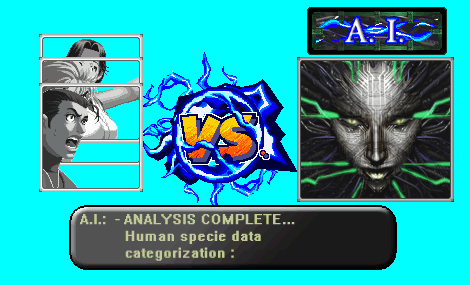 A. I.
VS.
A.I.: - ANALYSIS COMPLETE...
Human specie data
categorization :